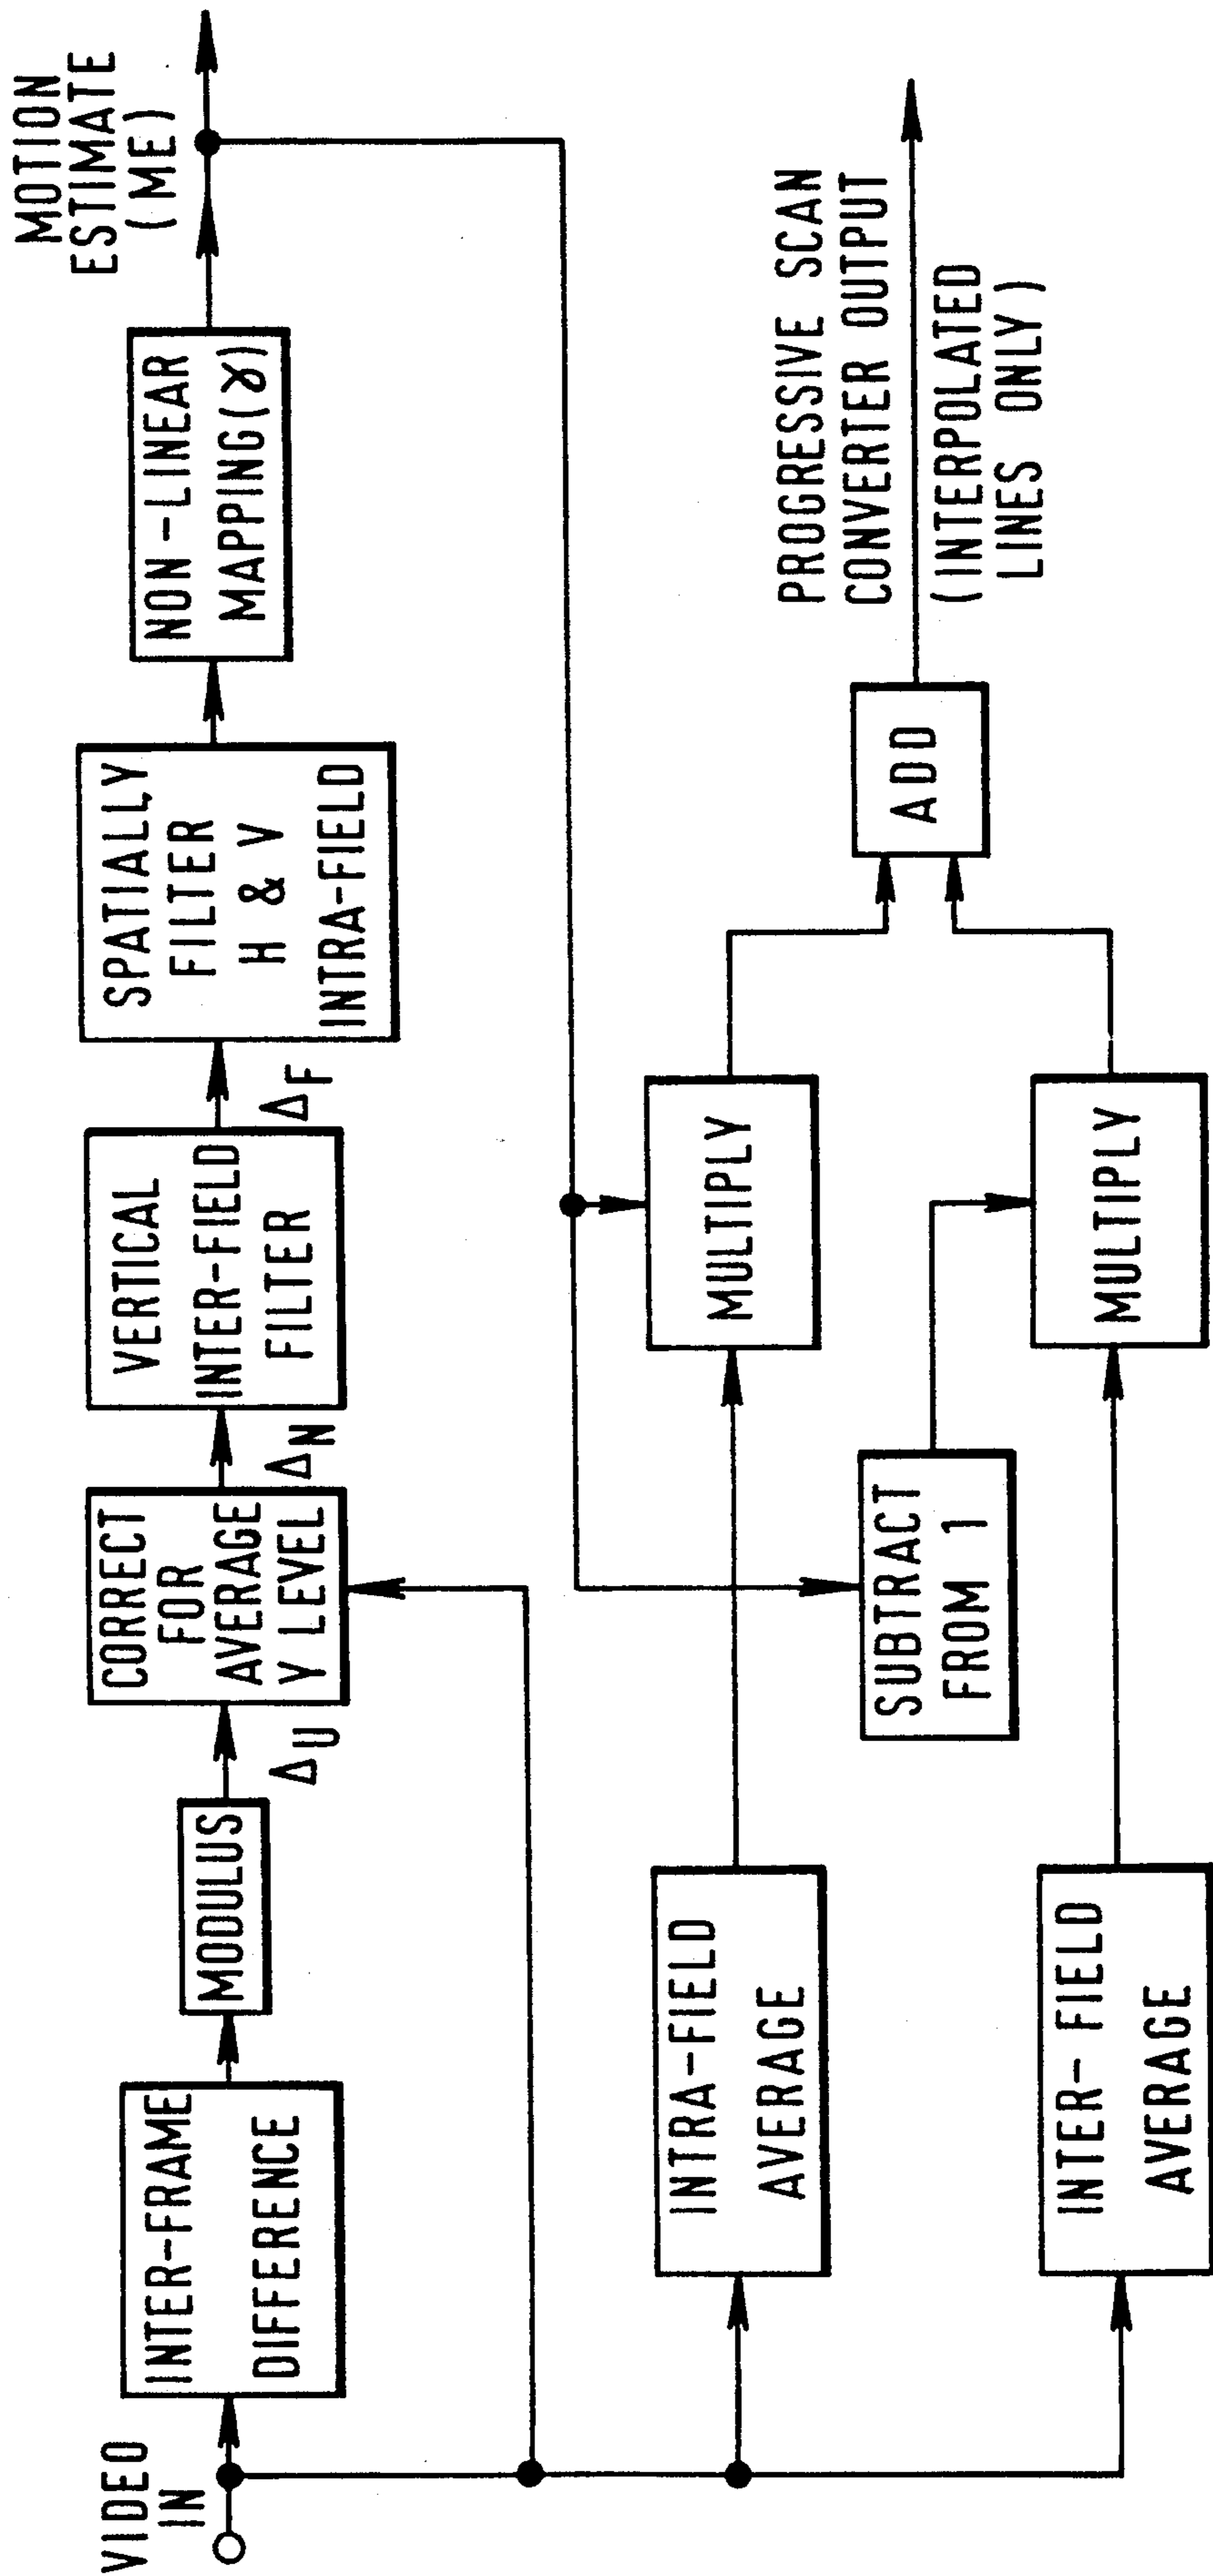 VIDEO
IN
INTER-FRAME
DIFFERENCE
MODULUS
ΔU
CORRECT
FOR
AVERAGE
Y LEVEL
ΔN
VERTICAL
INTER-FIELD
FILTER
ΔF
SPATIALLY
FILTER
H & V
INTRA-FIELD
NON-LINEAR
MAPPING(γ)
MOTION
ESTIMATE
(ME)
INTRA-FIELD
AVERAGE
MULTIPLY
SUBTRACT
FROM 1
INTER-FIELD
AVERAGE
MULTIPLY
ADD
PROGRESSIVE SCAN
CONVERTER OUTPUT
(INTERPOLATED
LINES ONLY)